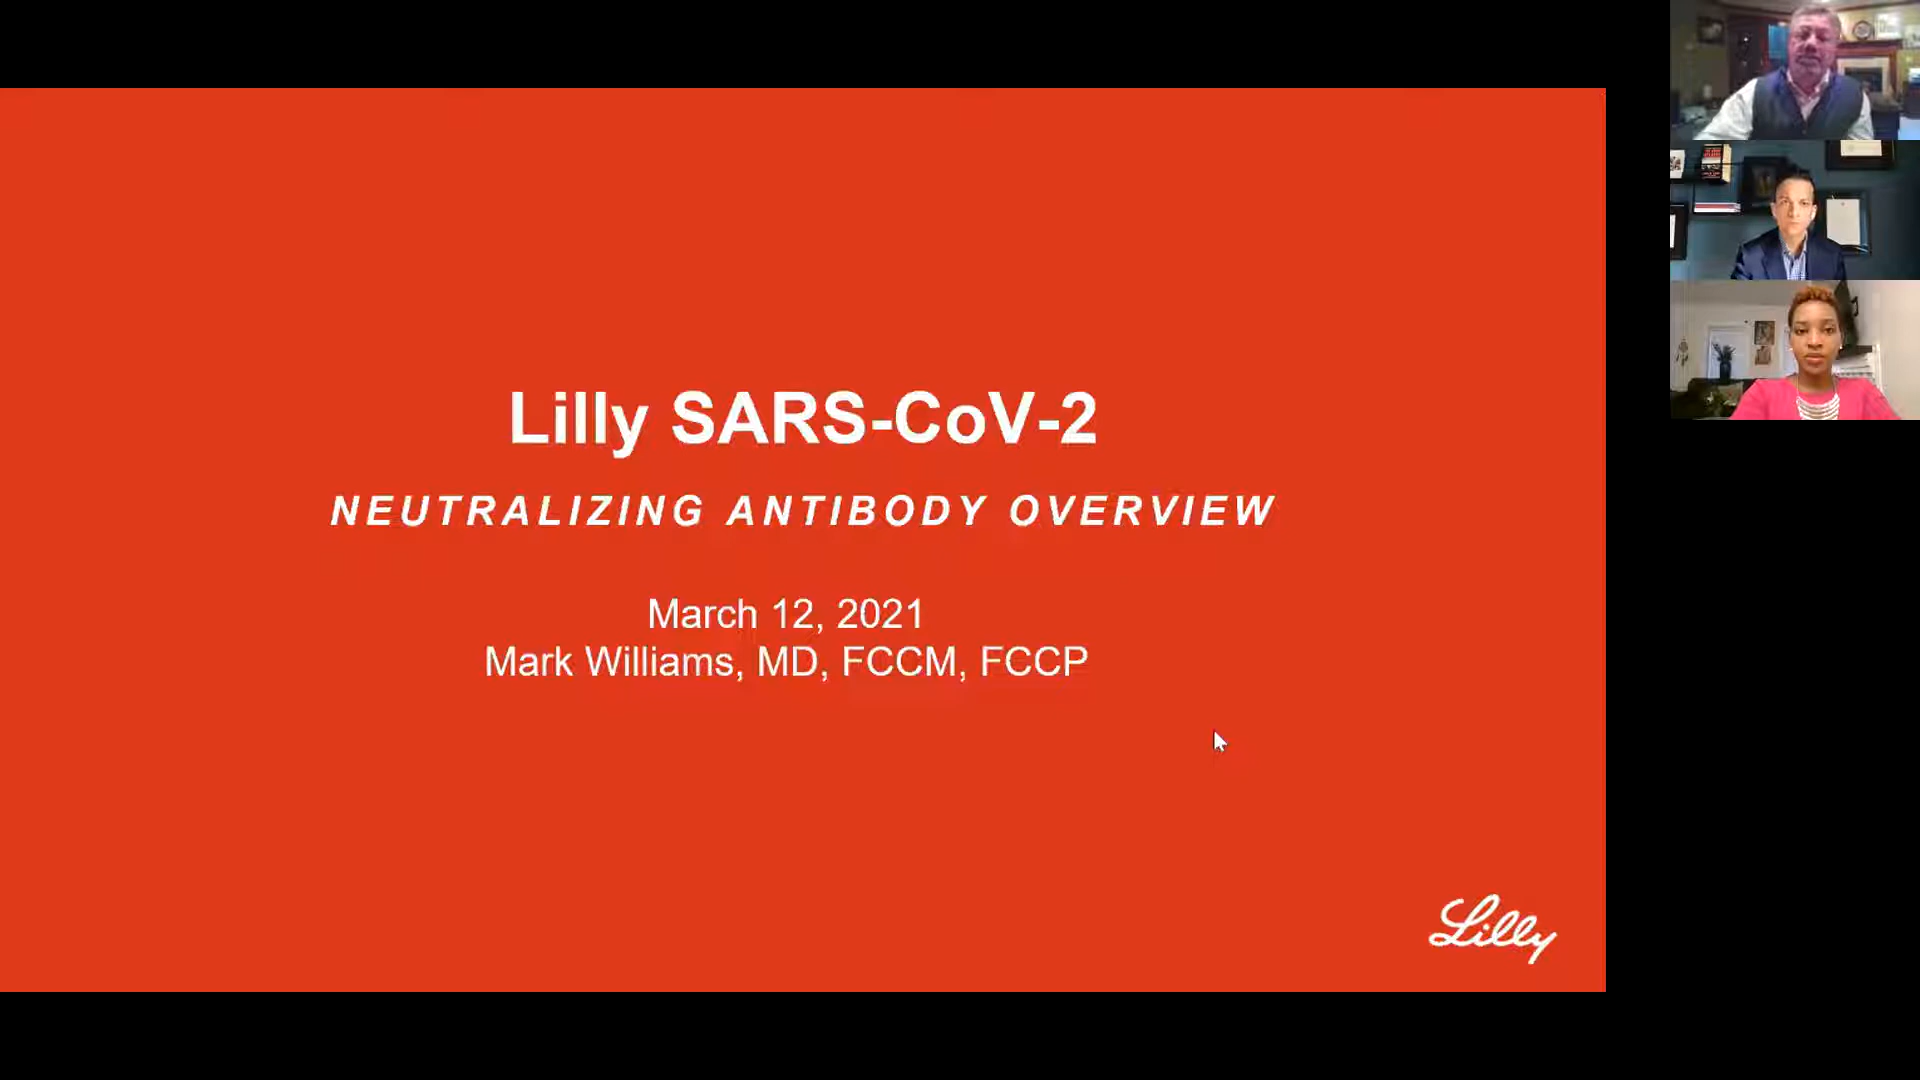 Lilly SARS-CoV-2
NEUTRALIZING ANTIBODY OVERVIEW
March 12, 2021
Mark Williams, MD, FCCM, FCCP
Lilly